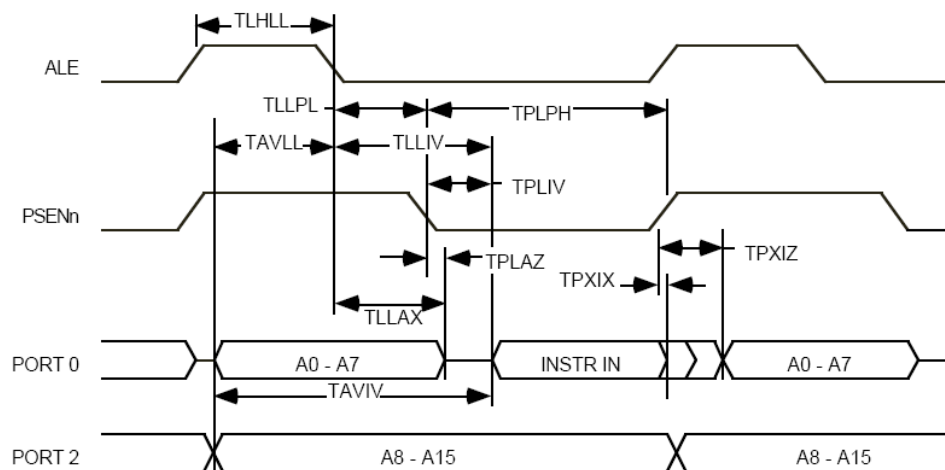 TLHLL
ALE
TLLPL
TPLPH
TAVLL
TLLIV
TPLIV
PSENn
TPLAZ
TPXIZ
TPXIX
TLLAX
PORT 0
A0 - A7
INSTR IN
A0 - A7
TAVIV
PORT 2
A8 - A15
A8 - A15